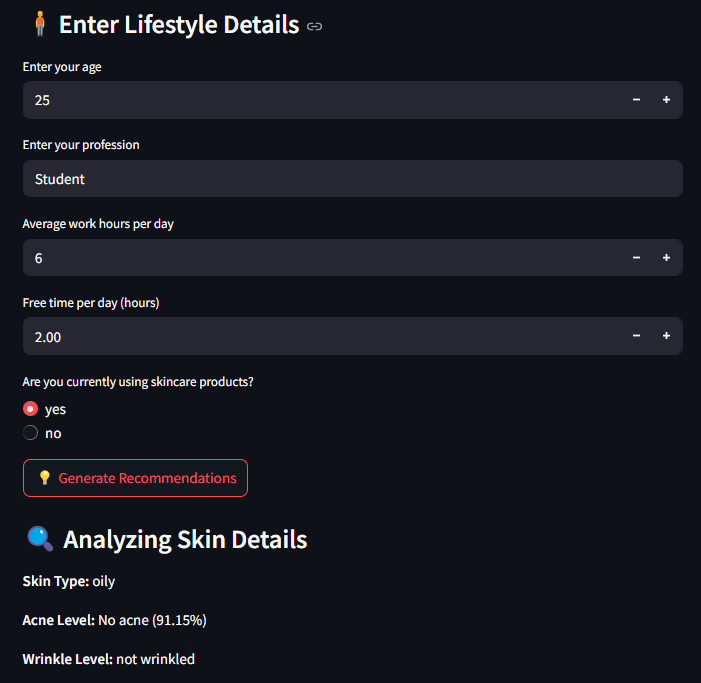 Enter Lifestyle Details
Enter your age
25
Enter your profession
Student
Average work hours per day
6
Free time per day (hours)
2.00
Are you currently using skincare products?
yes
no
Generate Recommendations
Analyzing Skin Details
Skin Type: oily
Acne Level: No acne (91.15%)
Wrinkle Level: not wrinkled